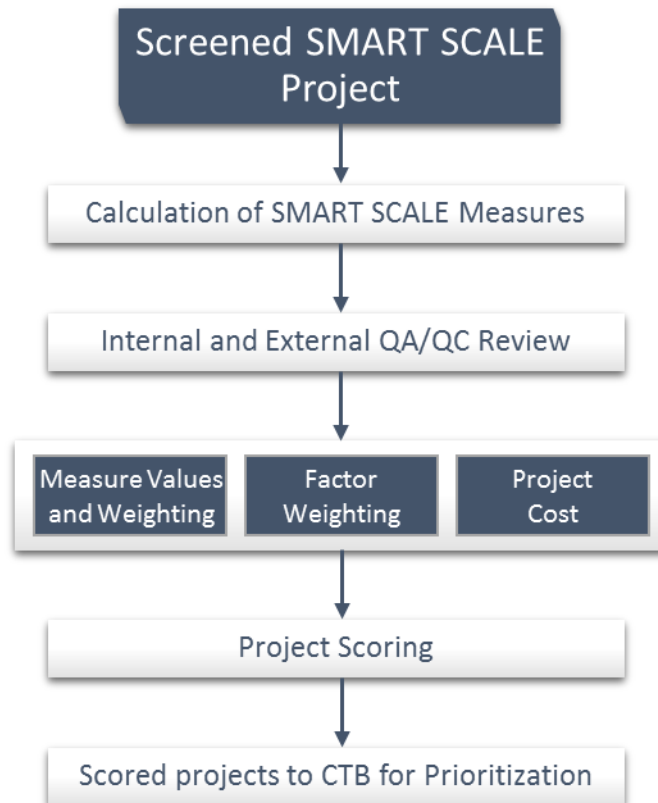 Screened SMART SCALE
Project
Calculation of SMART SCALE Measures
Internal and External QA/QC Review
Measure Values
and Weighting
Factor
Weighting
Project
Cost
Project Scoring
Scored projects to CTB for Prioritization